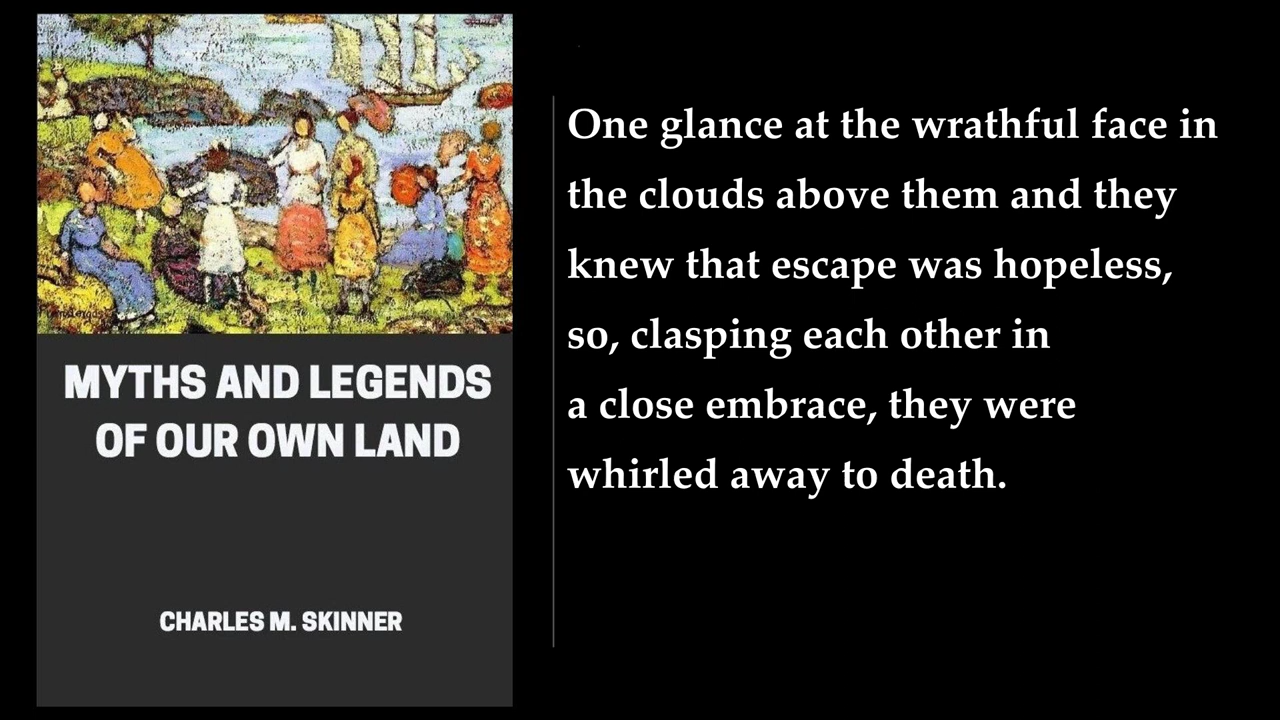 MYTHS AND LEGENDS
OF OUR OWN LAND
CHARLES M. SKINNER
One glance at the wrathful face in
the clouds above them and they
knew that escape was hopeless,
so, clasping each other in
a close embrace, they were
whirled away to death.